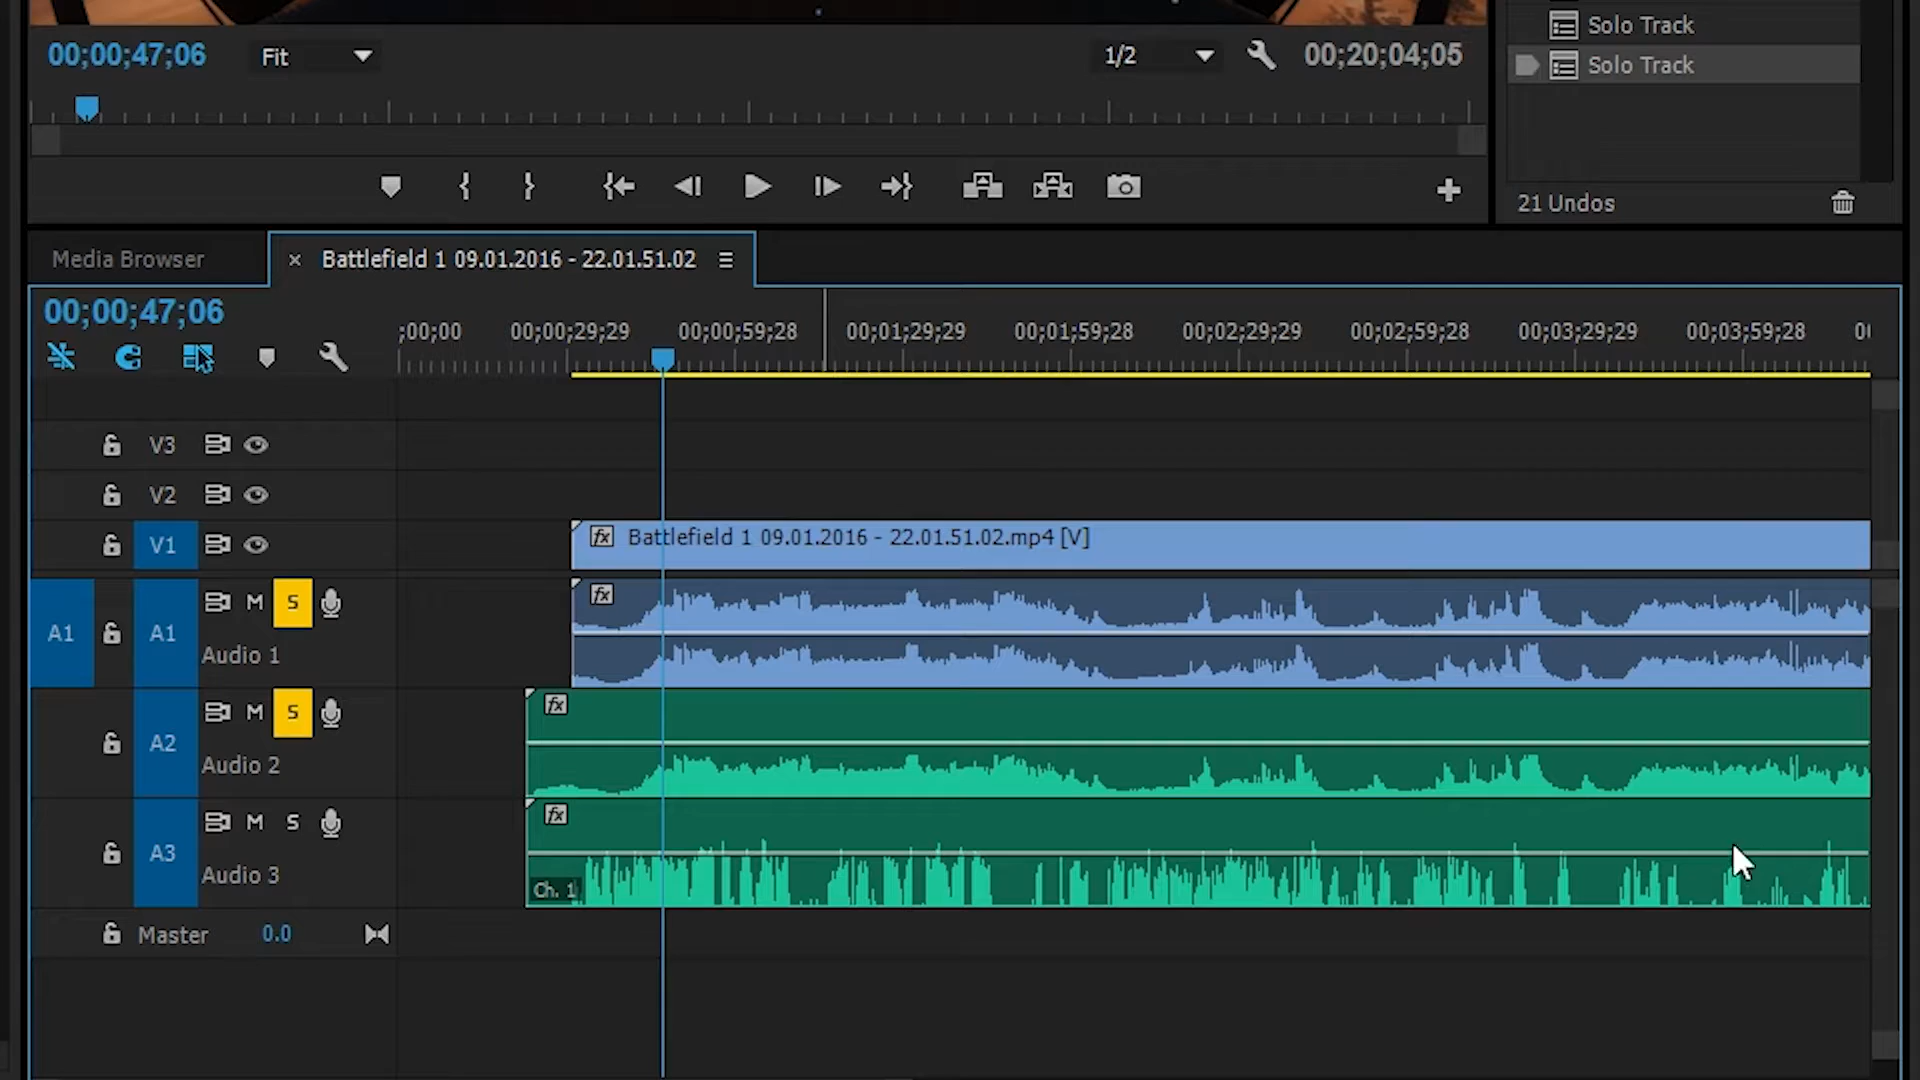 Solo Track
00;00;47;06 Fit 1/2 00;20;04;05 Solo Track
21 Undos
Media Browser × Battlefield 1 09.01.2016 - 22.01.51.02
00;00;47;06
;00;00 00;00;29;29 00;00;59;28 00;01;29;29 00;01;59;28 00;02;29;29 00;02;59;28 00;03;29;29 00;03;59;28
V3
V2
V1 fx Battlefield 1 09.01.2016 - 22.01.51.02.mp4 [V]
M S fx
A1 A1
Audio 1
M S fx
A2
Audio 2
M S fx
A3
Audio 3 Ch. 1
Master 0.0